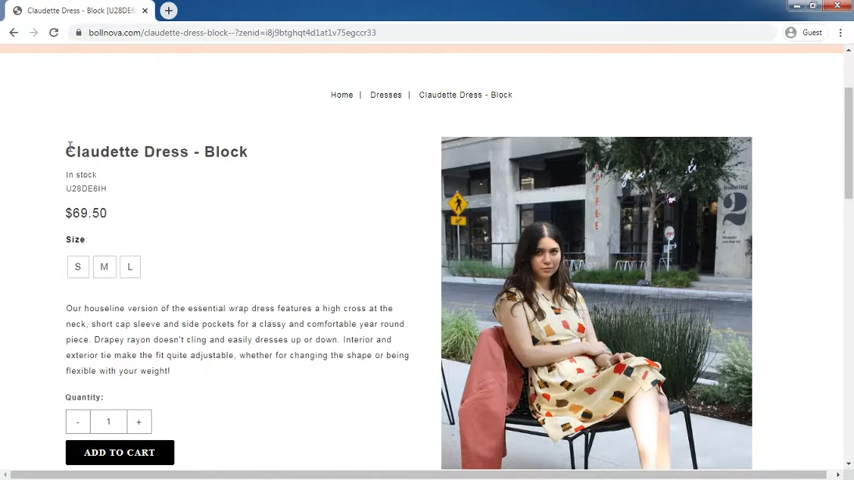 Claudette Dress - Block [U28DE6I
bollnova.com/claudette-dress-block--?zenid=i8j9btghqt4d1at1v75egccr33
Guest
Home | Dresses | Claudette Dress - Block
Claudette Dress - Block
In stock
U28DE6IH
$69.50
Size:
S M L
Our houseline version of the essential wrap dress features a high cross at the
neck, short cap sleeve and side pockets for a classy and comfortable year round
piece. Drapey rayon doesn't cling and easily dresses up or down. Interior and
exterior tie make the fit quite adjustable, whether for changing the shape or being
flexible with your weight!
Quantity:
- 1 +
ADD TO CART
COFFEE
2